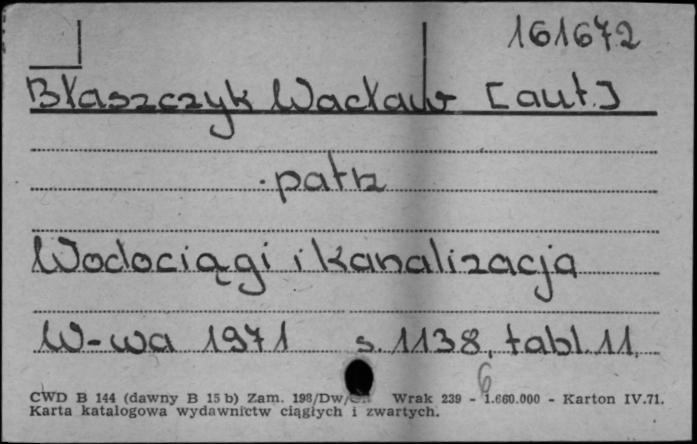 161672
Błaszczyk Wacław [aut.]
patrz
Wodociągi i kanalizacja
W-wa 1971 s. 1138, tabl. 11.
6
CWD B 144 (dawny B 15 b) Zam. 198/Dw/ Wrak 239 - 1.660.000 - Karton IV.71.
Karta katalogowa wydawnictw ciągłych i zwartych.